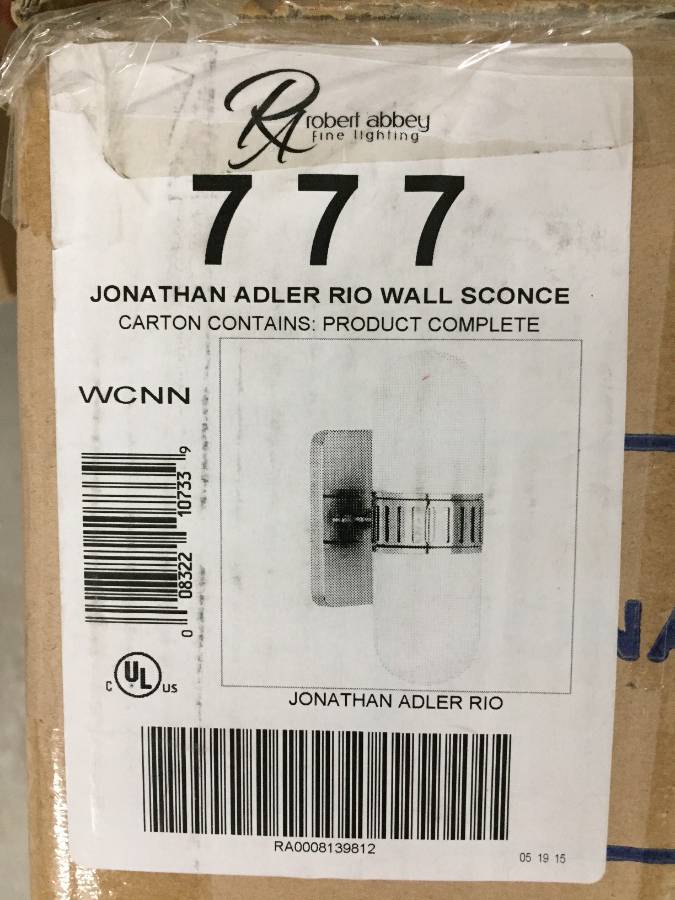 RA robert abbey
fine lighting
777
JONATHAN ADLER RIO WALL SCONCE
CARTON CONTAINS: PRODUCT COMPLETE
WCNN
0 08322 10733 9
C UL US
JONATHAN ADLER RIO
RA0008139812
05 19 15
NA